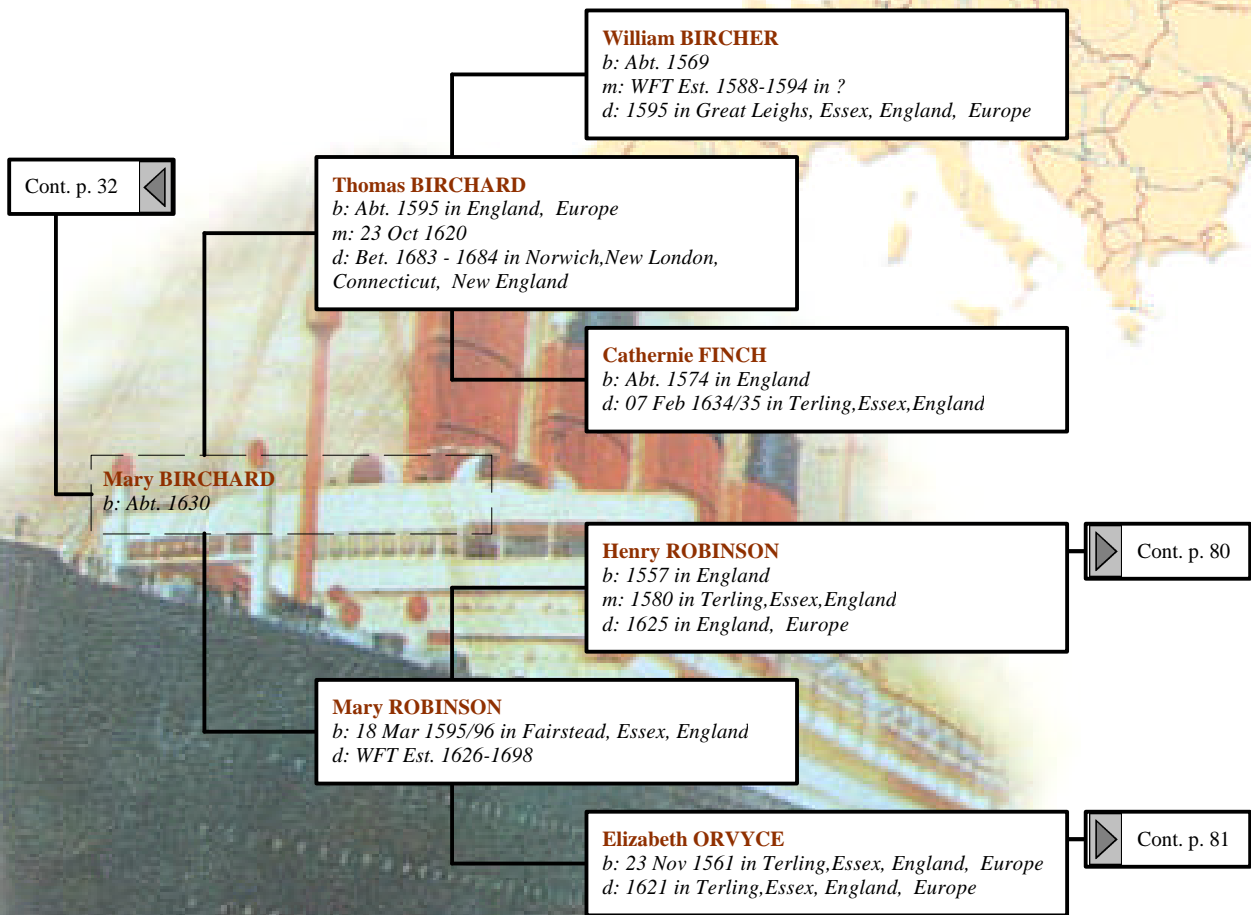 William BIRCHER
b: Abt. 1569
m: WFT Est. 1588-1594 in ?
d: 1595 in Great Leighs, Essex, England, Europe
Cont. p. 32
Thomas BIRCHARD
b: Abt. 1595 in England, Europe
m: 23 Oct 1620
d: Bet. 1683 - 1684 in Norwich,New London,
Connecticut, New England
Cathernie FINCH
b: Abt. 1574 in England
d: 07 Feb 1634/35 in Terling,Essex,England
Mary BIRCHARD
b: Abt. 1630
Henry ROBINSON
b: 1557 in England
m: 1580 in Terling,Essex,England
d: 1625 in England, Europe
Cont. p. 80
Mary ROBINSON
b: 18 Mar 1595/96 in Fairstead, Essex, England
d: WFT Est. 1626-1698
Elizabeth ORVYCE
b: 23 Nov 1561 in Terling,Essex, England, Europe
d: 1621 in Terling,Essex, England, Europe
Cont. p. 81